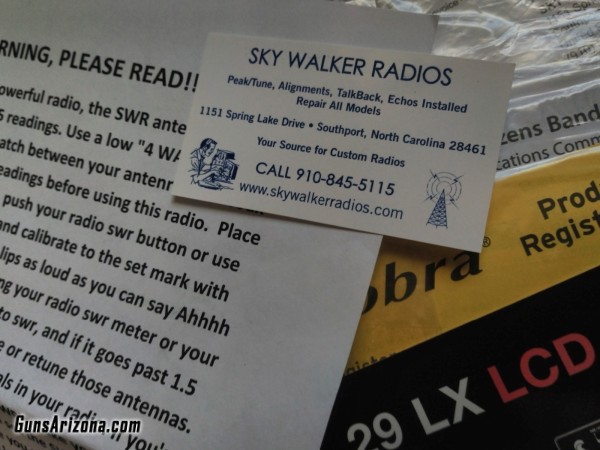 RNING, PLEASE READ!!
owerful radio, the SWR ante
5 readings. Use a low "4 WA
atch between your antenn
eadings before using this radio. Place
push your radio swr button or use
and calibrate to the set mark with
lips as loud as you can say Ahhhh
ng your radio swr meter or your
to swr, and if it goes past 1.5
e or retune those antennas.
als in your radio, if you'
SKY WALKER RADIOS
Peak/Tune, Alignments, TalkBack, Echos Installed
Repair All Models
1151 Spring Lake Drive • Southport, North Carolina 28461
Your Source for Custom Radios
CALL 910-845-5115
www.skywalkerradios.com
zens Band
ations Comm
Prod
Regist
obra®
29 LX LCD
GunsArizona.com